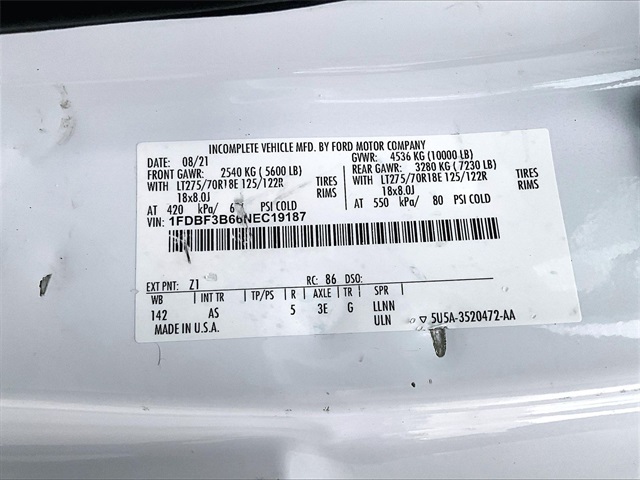 INCOMPLETE VEHICLE MFD. BY FORD MOTOR COMPANY
DATE: 08/21 GVWR: 4536 KG (10000 LB)
FRONT GAWR: 2540 KG ( 5600 LB) REAR GAWR: 3280 KG ( 7230 LB)
WITH LT275/70R18E 125/122R TIRES WITH LT275/70R18E 125/122R TIRES
18x8.0J RIMS 18x8.0J RIMS
AT 420 kPa/ PSI COLD AT 550 kPa/ 80 PSI COLD
VIN: 1FDBF3B66NEC19187
EXT PNT: Z1 RC: 86 DSO:
WB INT TR TP/PS R AXLE TR SPR
142 AS 5 3E G LLNN
MADE IN U.S.A. ULN ▽ 5U5A-3520472-AA